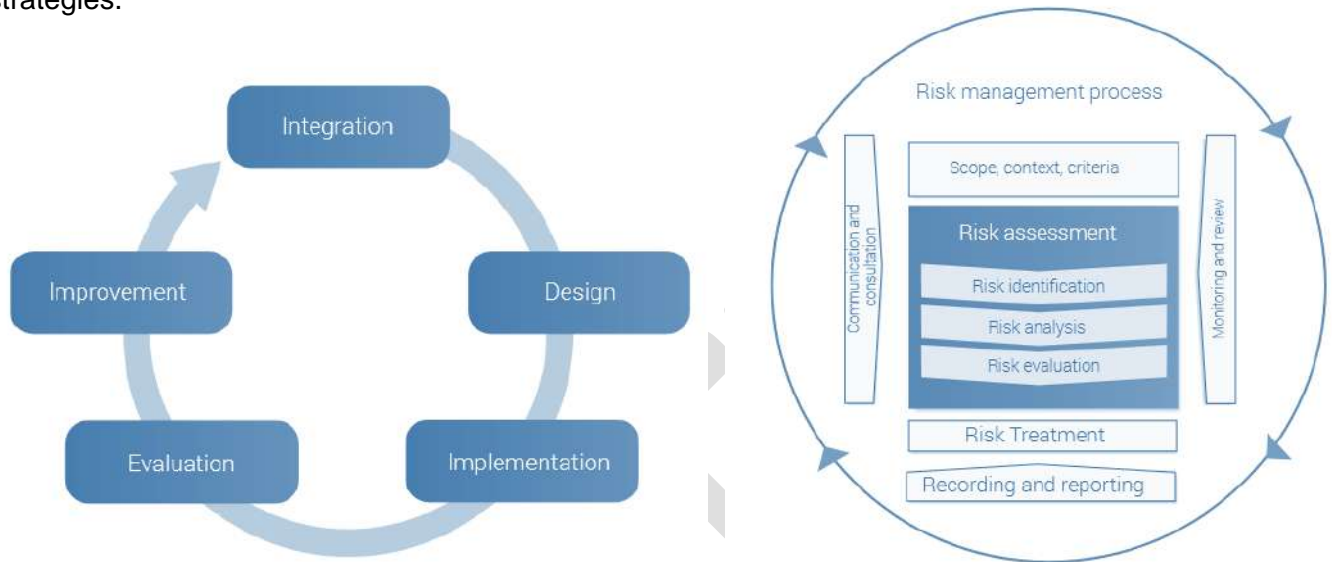 strategies.
Integration
Design
Implementation
Evaluation
Improvement
Risk management process
Communication and
consultation
Scope, context, criteria
Risk assessment
Risk identification
Risk analysis
Risk evaluation
Monitoring and review
Risk Treatment
Recording and reporting